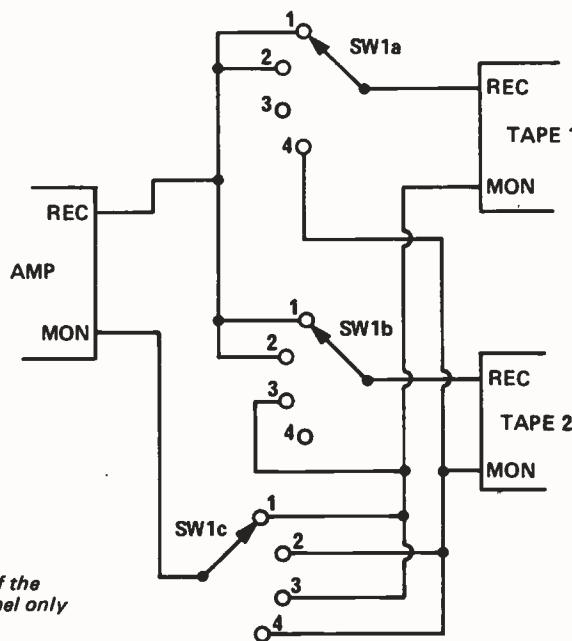 1
SW1a
2
3
4
REC
TAPE 1
MON
REC
AMP
MON
1
SW1b
2
3
4
REC
TAPE 2
MON
1
SW1c
2
3
4
f the
nel only